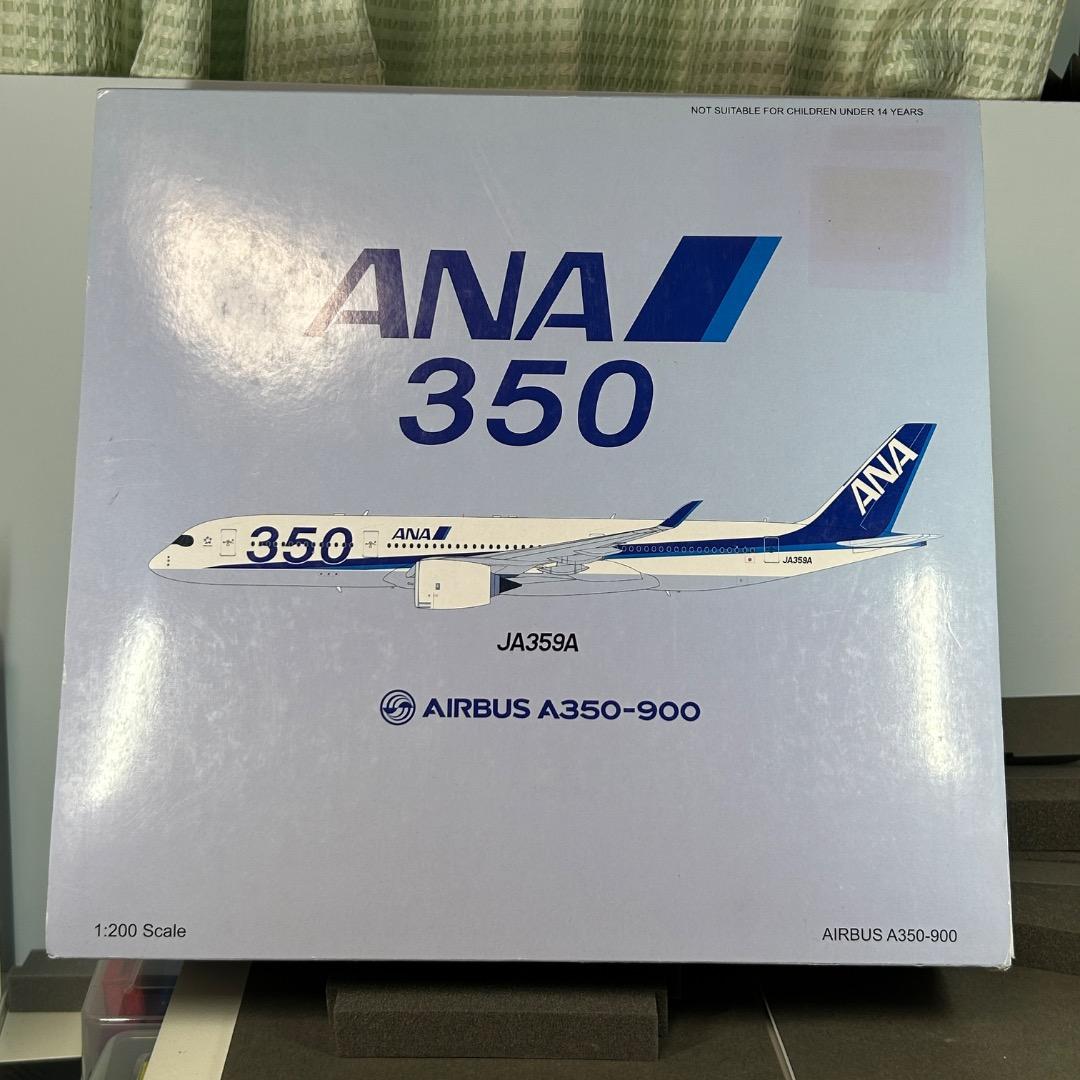 NOT SUITABLE FOR CHILDREN UNDER 14 YEARS
ANA
350
ANA
350
ANA
JA359A
JA359A
AIRBUS A350-900
1:200 Scale
AIRBUS A350-900